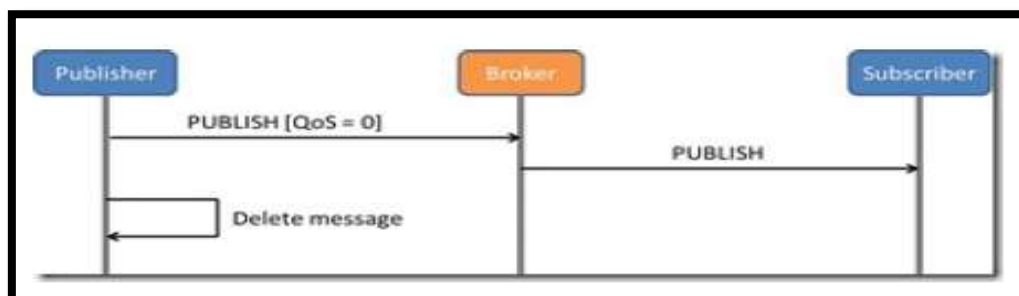 Publisher
Broker
Subscriber
PUBLISH [QoS = 0]
PUBLISH
Delete message